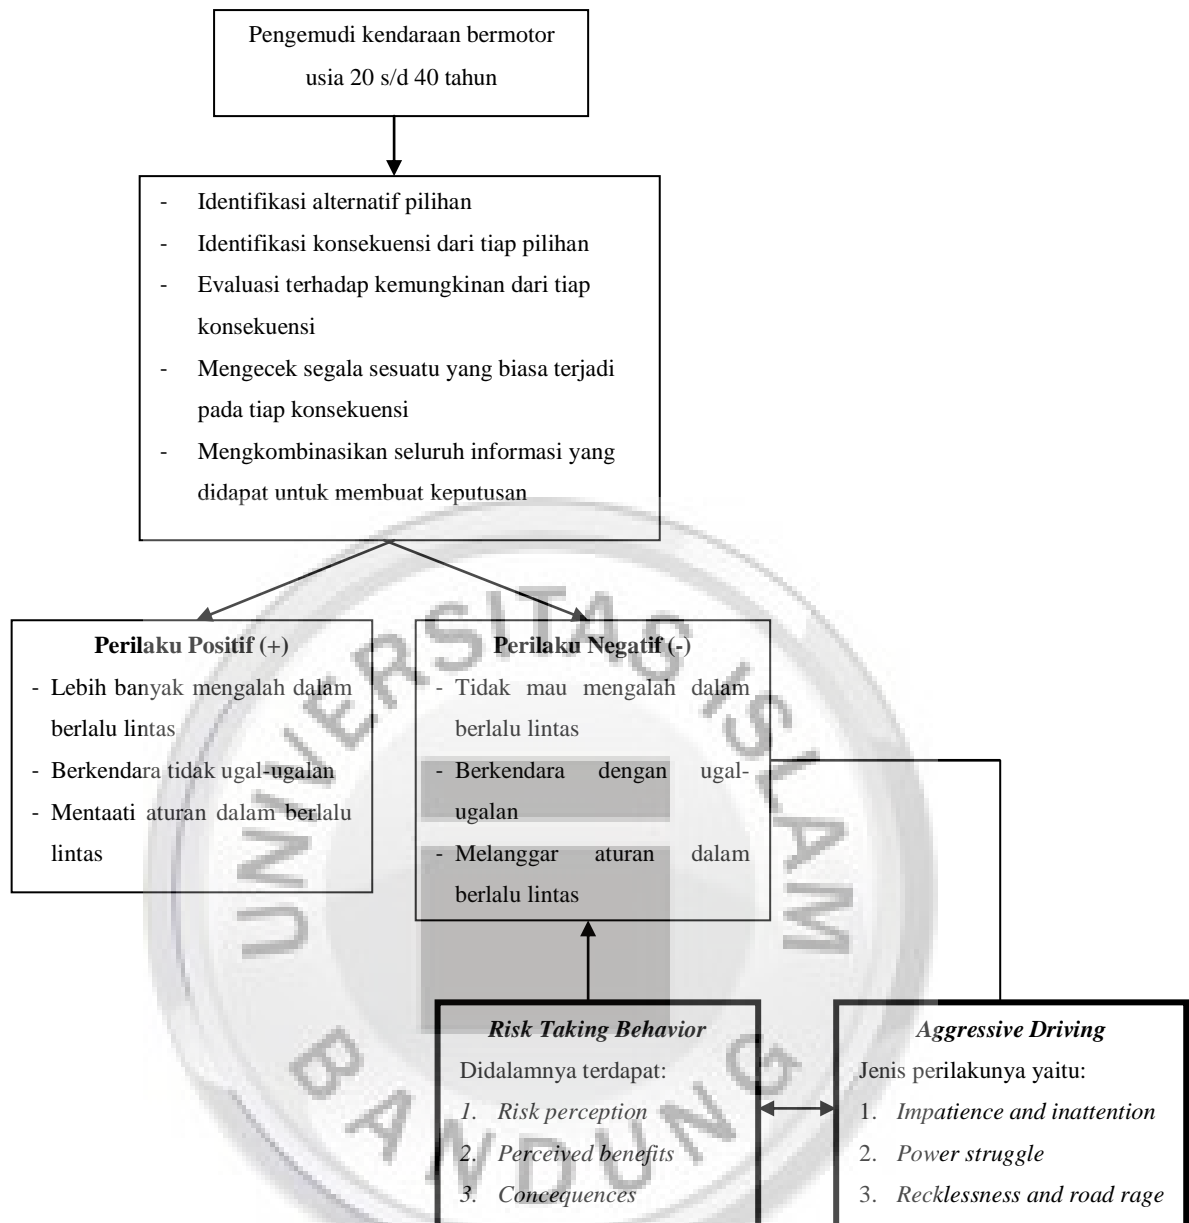 Pengemudi kendaraan bermotor
usia 20 s/d 40 tahun
- Identifikasi alternatif pilihan
- Identifikasi konsekuensi dari tiap pilihan
- Evaluasi terhadap kemungkinan dari tiap
konsekuensi
- Mengecek segala sesuatu yang biasa terjadi
pada tiap konsekuensi
- Mengkombinasikan seluruh informasi yang
didapat untuk membuat keputusan
Perilaku Positif (+)
- Lebih banyak mengalah dalam
berlalu lintas
- Berkendara tidak ugal-ugalan
- Mentaati aturan dalam berlalu
lintas
Perilaku Negatif (-)
- Tidak mau mengalah dalam
berlalu lintas
- Berkendara dengan ugal-
ugalan
- Melanggar aturan dalam
berlalu lintas
Risk Taking Behavior
Didalamnya terdapat:
1. Risk perception
2. Perceived benefits
3. Concequences
Aggressive Driving
Jenis perilakunya yaitu:
1. Impatience and inattention
2. Power struggle
3. Recklessness and road rage
UNIVERSITAS ISLAM
BANDUNG